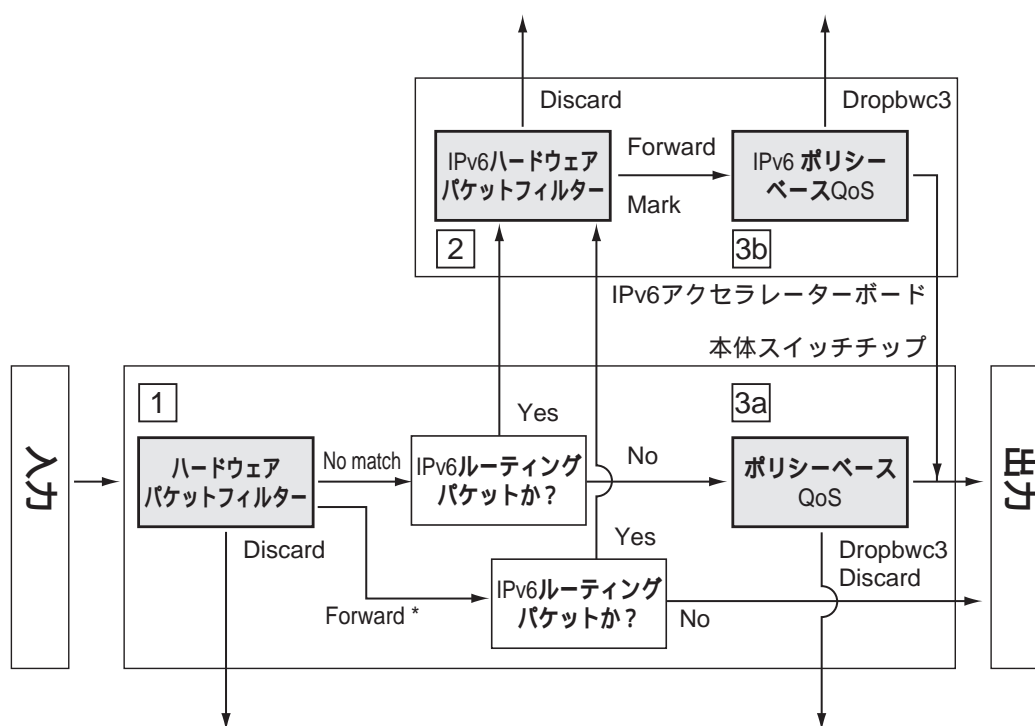 Discard
Dropbwc3
IPv6ハードウェア
パケットフィルター
Forward
Mark
IPv6 ポリシー
ベースQoS
2
3b
IPv6アクセラレーターボード
本体スイッチチップ
入力
1
ハードウェア
パケットフィルター
No match
Yes
IPv6ルーティング
パケットか？
No
3a
ポリシーベース
QoS
出力
Discard
Forward *
Yes
IPv6ルーティング
パケットか？
No
Dropbwc3
Discard